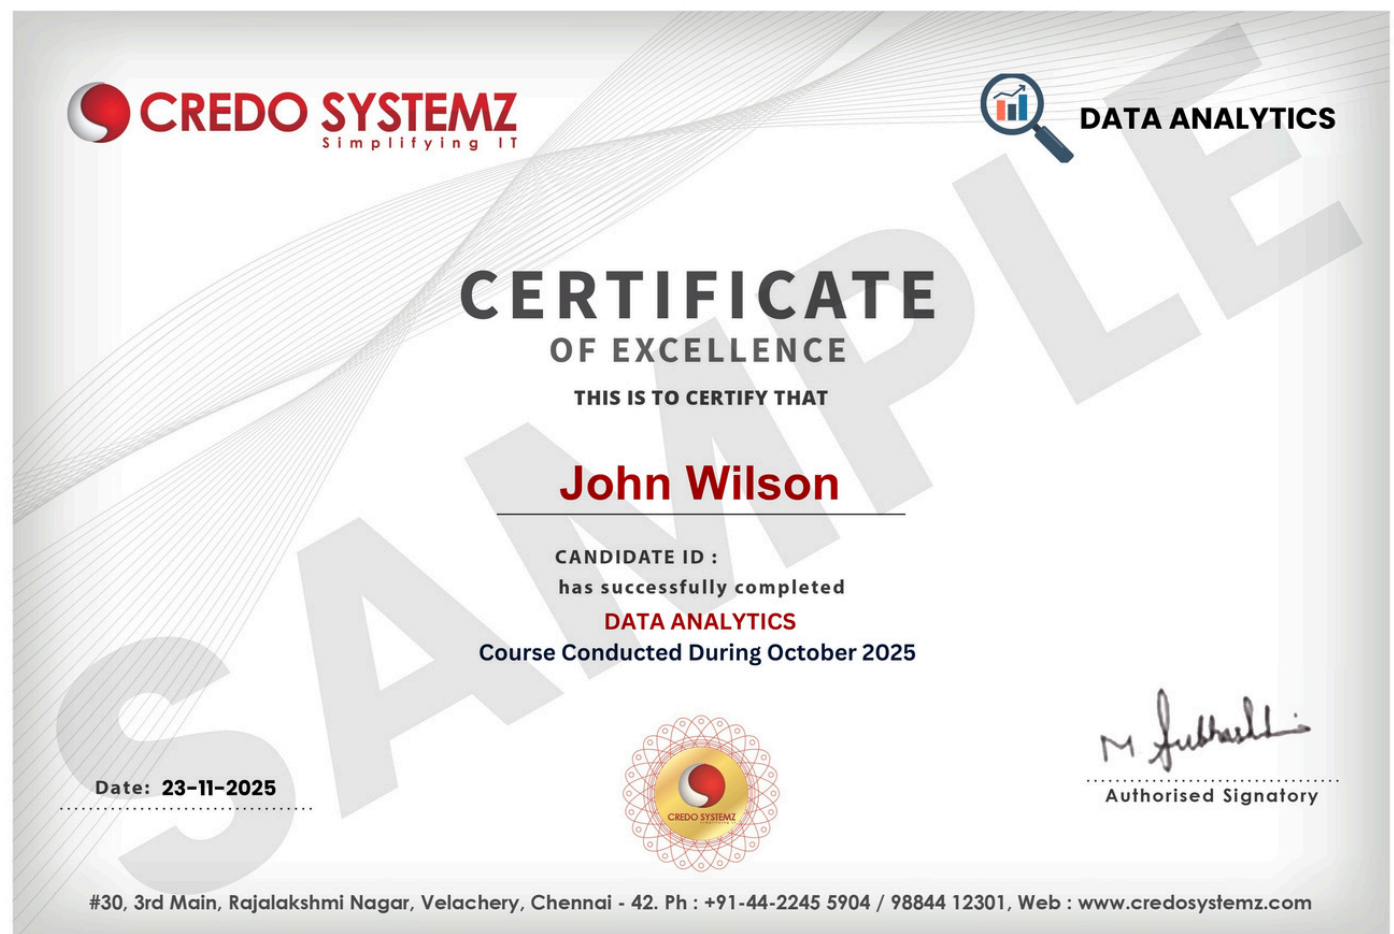 CREDO SYSTEMZ
Simplifying IT
DATA ANALYTICS
SAMPLE
CERTIFICATE
OF EXCELLENCE
THIS IS TO CERTIFY THAT
John Wilson
CANDIDATE ID :
has successfully completed
DATA ANALYTICS
Course Conducted During October 2025
Date: 23-11-2025
CREDO SYSTEMZ
Authorised Signatory
#30, 3rd Main, Rajalakshmi Nagar, Velachery, Chennai - 42. Ph : +91-44-2245 5904 / 98844 12301, Web : www.credosystemz.com